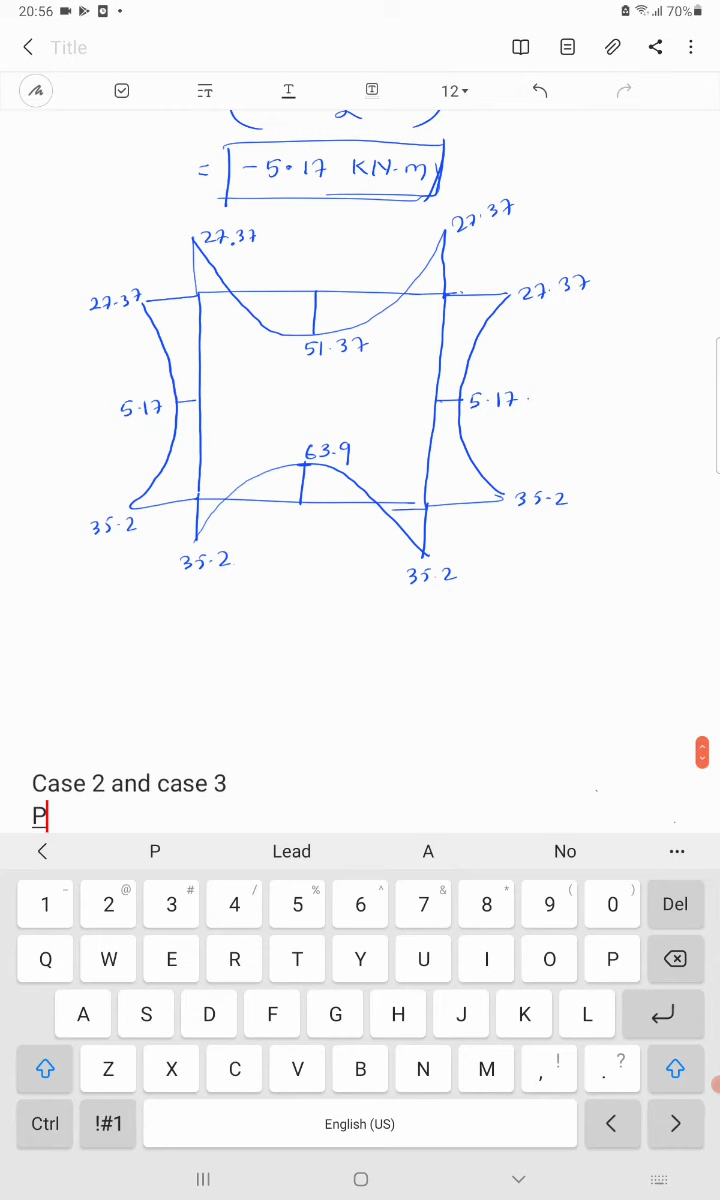 20:56 70%
Title
12
2
= -5.17 KN-m
27.37 27.37
27.37 27.37
51.37
5.17 5.17
63.9
35.2 35.2
35.2 35.2
Case 2 and case 3
P
P Lead A No
1 - 2 @ 3 # 4 / 5 % 6 ^ 7 & 8 * 9 ( 0 ) Del
Q W E R T Y U I O P
A S D F G H J K L
Z X C V B N M , ! . ?
Ctrl !#1 English (US) < >